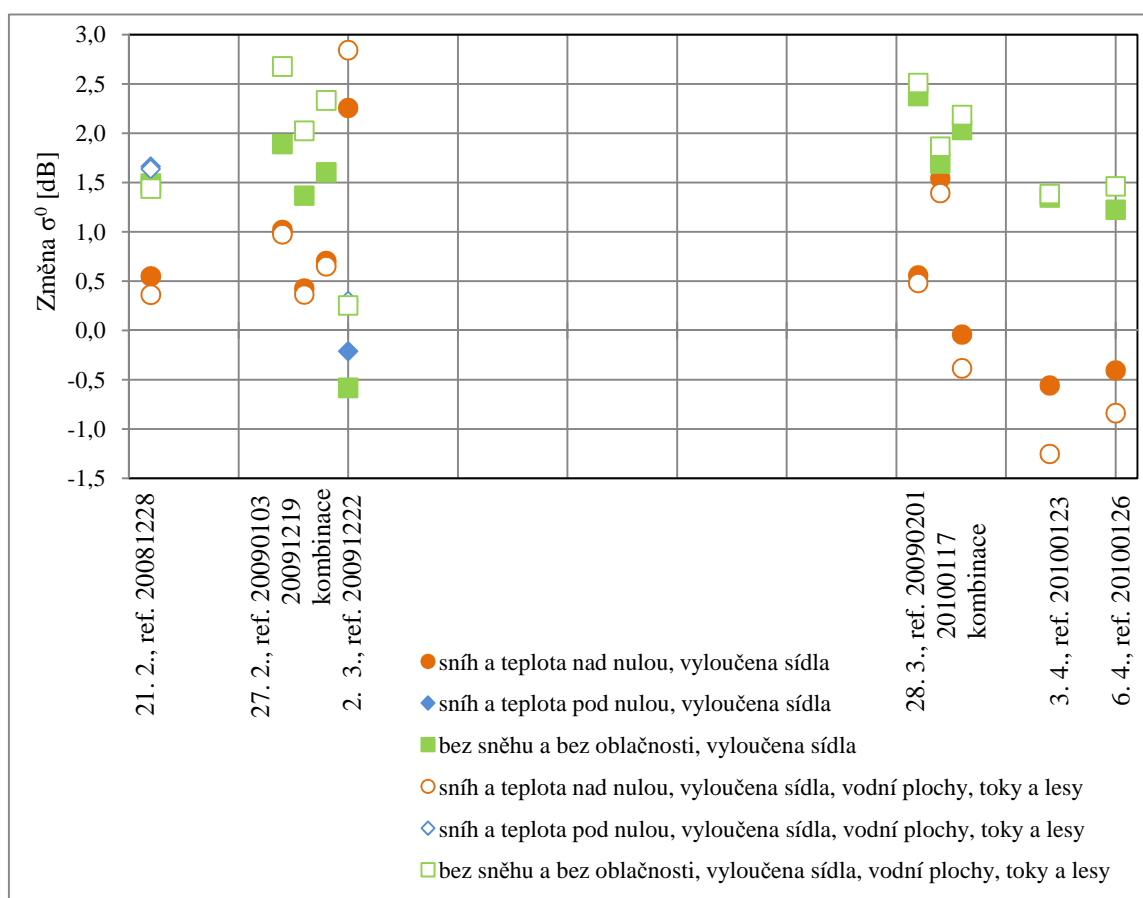 3,0
2,5
2,0
1,5
1,0
0,5
0,0
-0,5
-1,0
-1,5
Změna σ⁰ [dB]
21. 2., ref. 20081228
27. 2., ref. 20090103
20091219
kombinace
2.  3., ref. 20091222
28. 3., ref. 20090201
20100117
kombinace
3. 4., ref. 20100123
6. 4., ref. 20100126
sníh a teplota nad nulou, vyloučena sídla
sníh a teplota pod nulou, vyloučena sídla
bez sněhu a bez oblačnosti, vyloučena sídla
sníh a teplota nad nulou, vyloučena sídla, vodní plochy, toky a lesy
sníh a teplota pod nulou, vyloučena sídla, vodní plochy, toky a lesy
bez sněhu a bez oblačnosti, vyloučena sídla, vodní plochy, toky a lesy